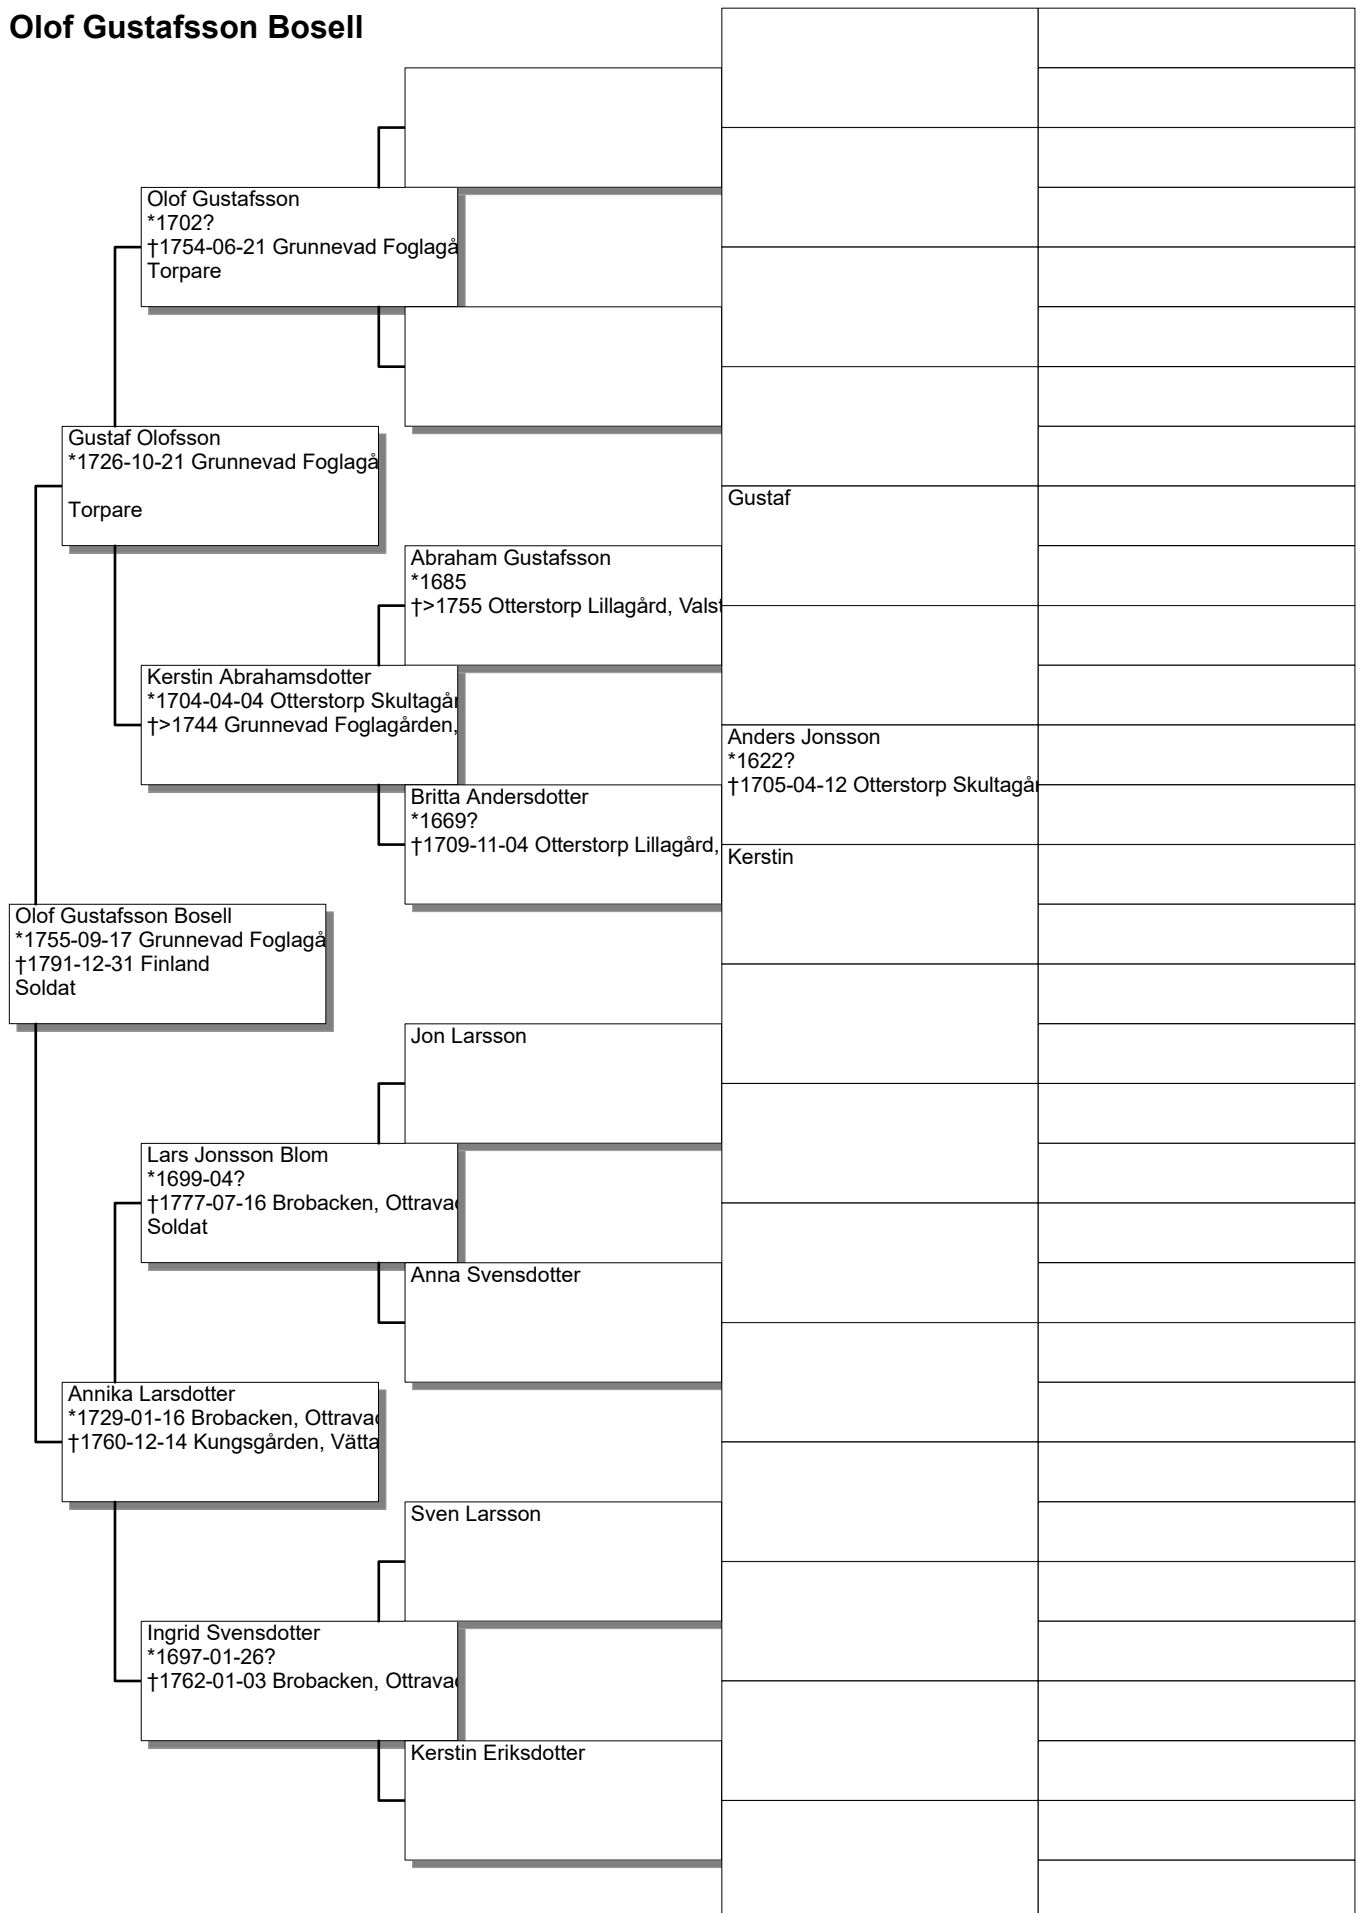 Olof Gustafsson Bosell
Olof Gustafsson
*1702?
†1754-06-21 Grunnevad Foglagå
Torpare
Gustaf Olofsson
*1726-10-21 Grunnevad Foglagå
Torpare
Gustaf
Abraham Gustafsson
*1685
†>1755 Otterstorp Lillagård, Valst
Kerstin Abrahamsdotter
*1704-04-04 Otterstorp Skultagår
†>1744 Grunnevad Foglagården,
Anders Jonsson
*1622?
†1705-04-12 Otterstorp Skultagår
Britta Andersdotter
*1669?
†1709-11-04 Otterstorp Lillagård,
Kerstin
Olof Gustafsson Bosell
*1755-09-17 Grunnevad Foglagå
†1791-12-31 Finland
Soldat
Jon Larsson
Lars Jonsson Blom
*1699-04?
†1777-07-16 Brobacken, Ottravad
Soldat
Anna Svensdotter
Annika Larsdotter
*1729-01-16 Brobacken, Ottravad
†1760-12-14 Kungsgården, Vätta
Sven Larsson
Ingrid Svensdotter
*1697-01-26?
†1762-01-03 Brobacken, Ottravad
Kerstin Eriksdotter